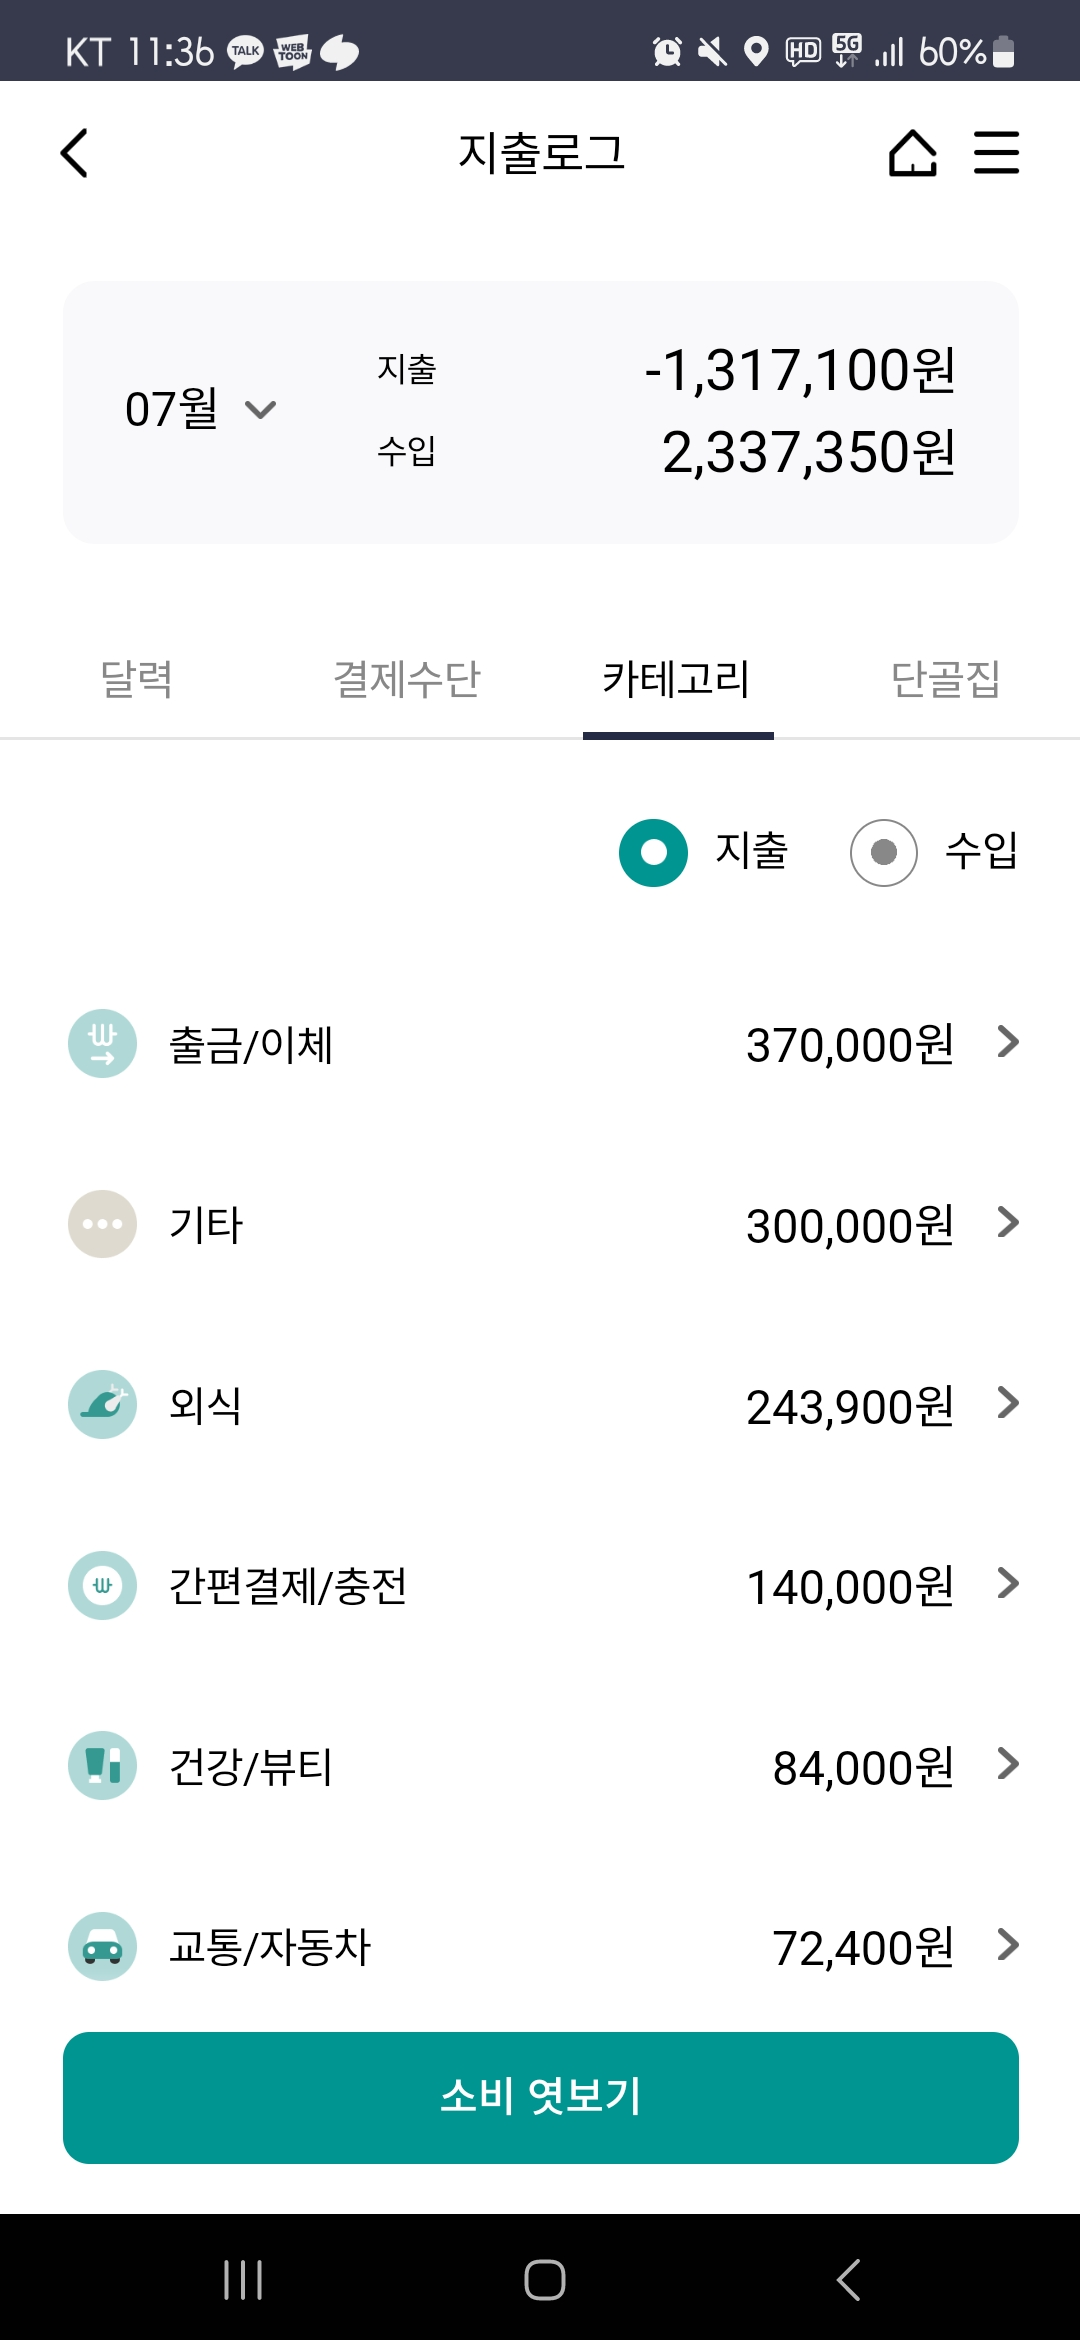 KT 11:36 TALK WEB TOON HD 5G 60%
지출로그
07월
지출 -1,317,100원
수입 2,337,350원
달력 결제수단 카테고리 단골집
지출 수입
출금/이체 370,000원
기타 300,000원
외식 243,900원
간편결제/충전 140,000원
건강/뷰티 84,000원
교통/자동차 72,400원
소비 엿보기